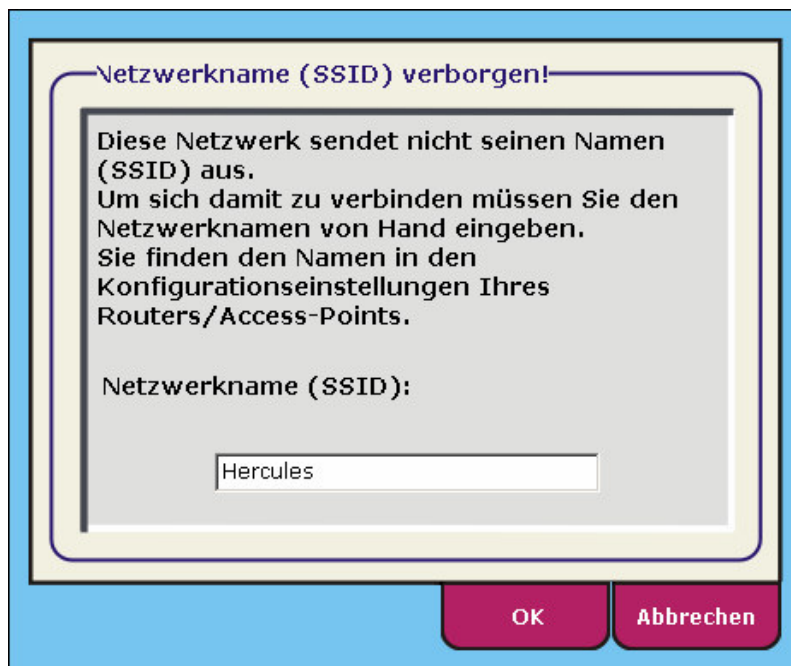 Netzwerkname (SSID) verborgen!
Diese Netzwerk sendet nicht seinen Namen
(SSID) aus.
Um sich damit zu verbinden müssen Sie den
Netzwerknamen von Hand eingeben.
Sie finden den Namen in den
Konfigurationseinstellungen Ihres
Routers/Access-Points.
Netzwerkname (SSID):
Hercules
OK
Abbrechen